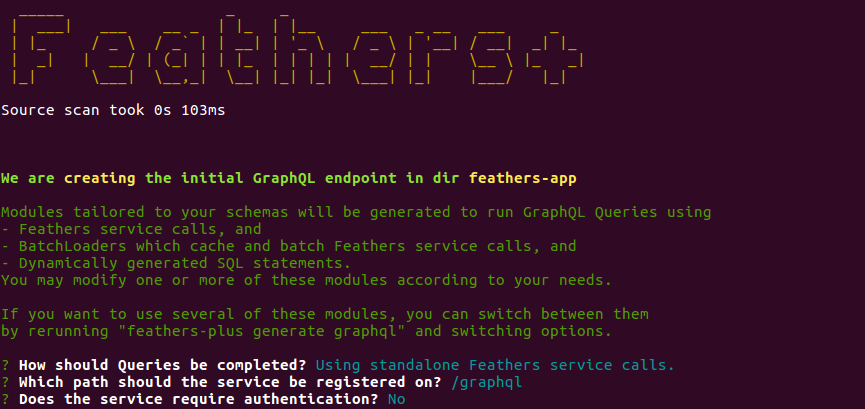 Feathers+
Source scan took 0s 103ms
We are creating the initial GraphQL endpoint in dir feathers-app
Modules tailored to your schemas will be generated to run GraphQL Queries using
- Feathers service calls, and
- BatchLoaders which cache and batch Feathers service calls, and
- Dynamically generated SQL statements.
You may modify one or more of these modules according to your needs.
If you want to use several of these modules, you can switch between them
by rerunning "feathers-plus generate graphql" and switching options.
? How should Queries be completed? Using standalone Feathers service calls.
? Which path should the service be registered on? /graphql
? Does the service require authentication? No